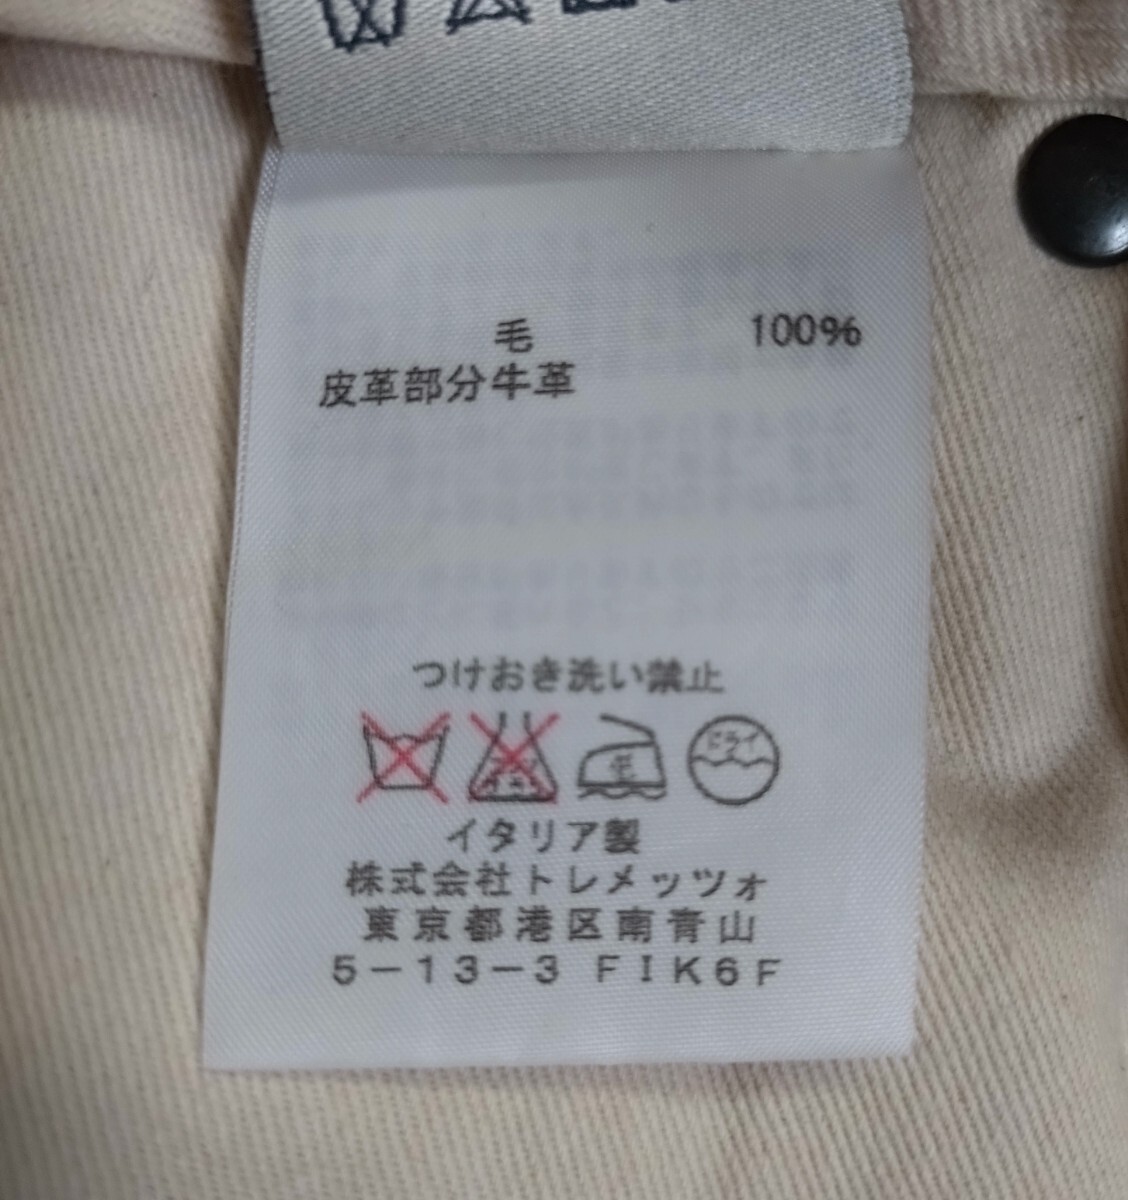 毛 100%
皮革部分牛革
つけおき洗い禁止
毛 ドライ
イタリア製
株式会社トレメッツォ
東京都港区南青山
5-13-3 FIK6F